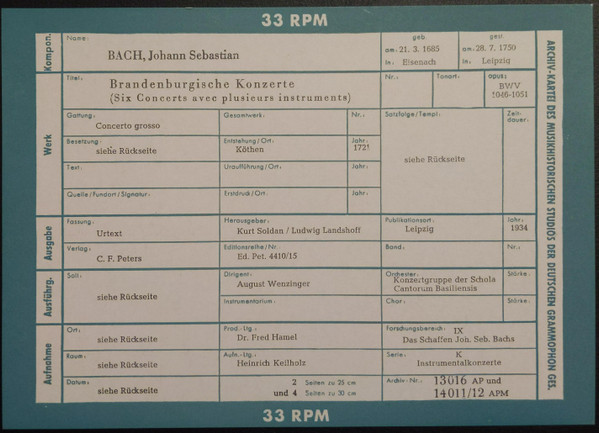 33 RPM
Kompon.
Name:
BACH, Johann Sebastian
geb.
am: 21. 3. 1685
in: Eisenach
gest.
am: 28. 7. 1750
in: Leipzig
Werk
Titel:
Brandenburgische Konzerte
(Six Concerts avec plusieurs instruments)
Nr.:
Tonart:
opus:
BWV
1046-1051
Gattung:
Concerto grosso
Gesamtwerk:
Nr.:
Satzfolge/Templ.
siehe Rückseite
Zeit-
dauer:
Besetzung:
siehe Rückseite
Entstehung/Ort:
Köthen
Jahr:
1721
Text:
Uraufführung/Ort:
Jahr:
Quelle/Fundort/Signatur:
Erstdruck/Ort:
Jahr:
Ausgabe
Fassung:
Urtext
Herausgeber:
Kurt Soldan / Ludwig Landshoff
Publikationsort:
Leipzig
Jahr:
1934
Verlag:
C. F. Peters
Editionsreihe/Nr.
Ed. Pet. 4410/15
Band:
Nr.:
Ausführg.
Soli:
siehe Rückseite
Dirigent:
August Wenzinger
Orchester:
Konzertgruppe der Schola
Cantorum Basiliensis
Stärke:
Instrumentarium:
Chor:
Stärke:
Aufnahme
Ort:
siehe Rückseite
Prod.-Ltg.
Dr. Fred Hamel
Forschungsbereich: IX
Das Schaffen Joh. Seb. Bachs
Raum:
siehe Rückseite
Aufn.-Ltg.
Heinrich Keilholz
Serie: K
Instrumentalkonzerte
Datum:
siehe Rückseite
2 Seiten zu 25 cm
und 4 Seiten zu 30 cm
Archiv-Nr.: 13016 AP und
14011/12 APM
ARCHIV-KARTEI DES MUSIKHISTORISCHEN STUDIOS DER DEUTSCHEN GRAMMOPHON GES.
33 RPM